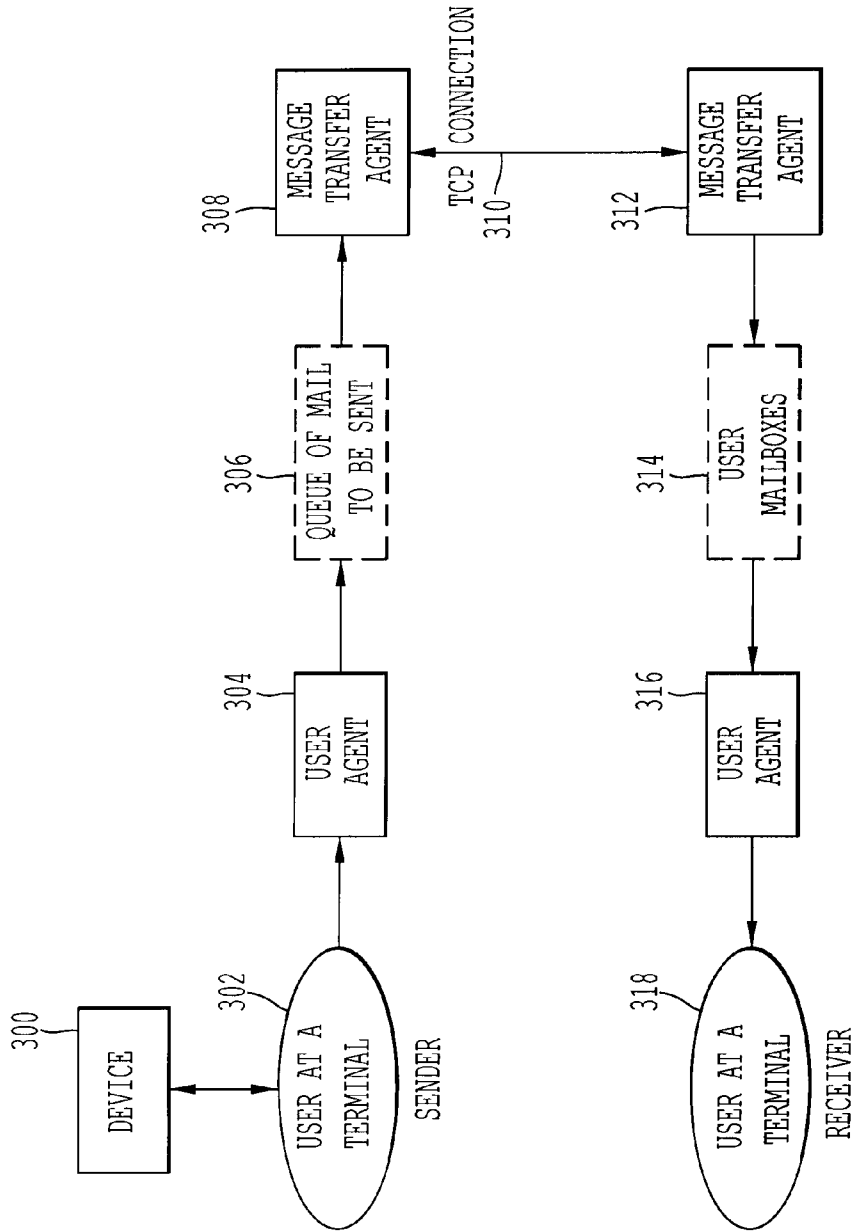 300
DEVICE
302
USER AT A
TERMINAL
SENDER
304
USER
AGENT
306
QUEUE OF MAIL
TO BE SENT
308
MESSAGE
TRANSFER
AGENT
TCP CONNECTION
310
312
MESSAGE
TRANSFER
AGENT
314
USER
MAILBOXES
316
USER
AGENT
318
USER AT A
TERMINAL
RECEIVER